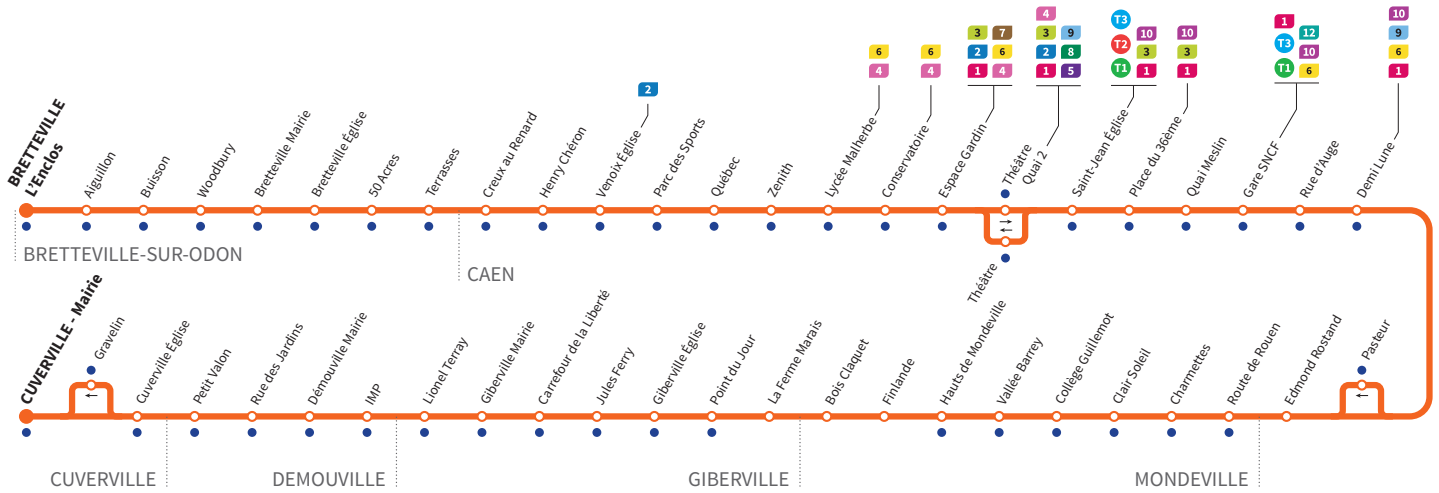 4
10
T3
10
1
3
7
3
9
T2
10
T3
12
9
6
6
2
6
2
8
3
3
10
6
2
4
4
1
4
1
5
T1
1
1
T1
6
1
BRETTEVILLE
L'Enclos
Aiguillon
Buisson
Woodbury
Bretteville Mairie
Bretteville Église
50 Acres
Terrasses
Creux au Renard
Henry Chéron
Venoix Église
Parc des Sports
Québec
Zenith
Lycée Malherbe
Conservatoire
Espace Gardin
Théâtre
Quai 2
Saint-Jean Église
Place du 36ème
Quai Meslin
Gare SNCF
Rue d'Auge
Demi Lune
BRETTEVILLE-SUR-ODON
CAEN
Théâtre
CUVERVILLE - Mairie
Gravelin
Cuverville Église
Petit Valon
Rue des Jardins
Démouville Mairie
IMP
Lionel Terray
Giberville Mairie
Carrefour de la Liberté
Jules Ferry
Giberville Église
Point du Jour
La Ferme Marais
Bois Claquet
Finlande
Hauts de Mondeville
Vallée Barrey
Collège Guillemot
Clair Soleil
Charmettes
Route de Rouen
Edmond Rostand
Pasteur
CUVERVILLE
DEMOUVILLE
GIBERVILLE
MONDEVILLE